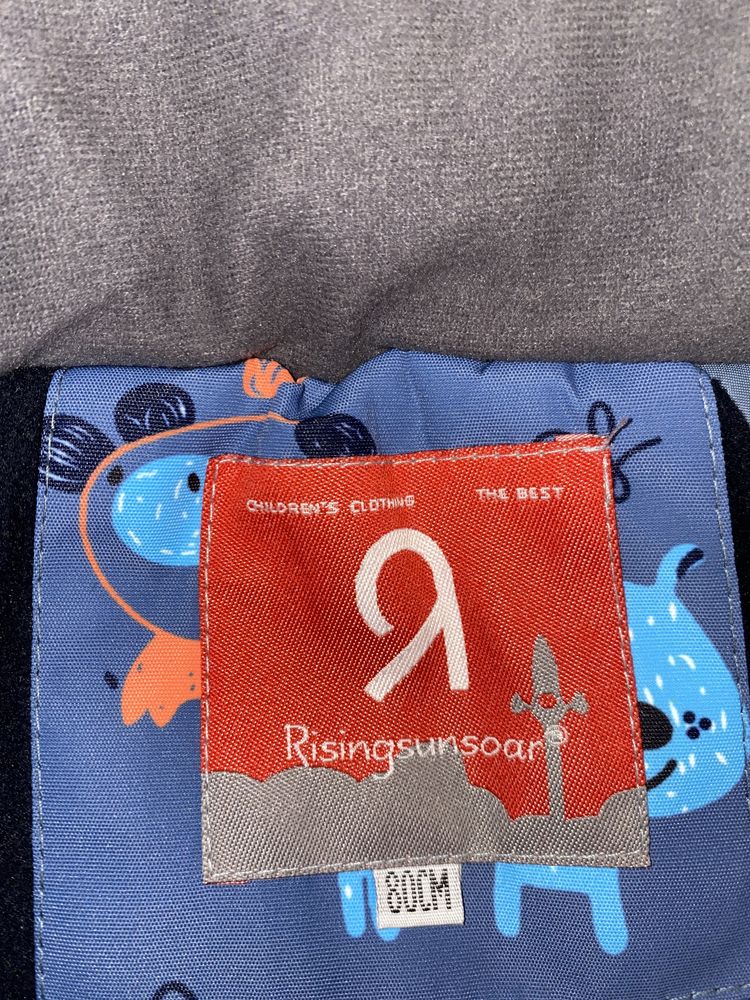 CHILDREN'S CLOTHING THE BEST
Risingsunsoar®
80CM